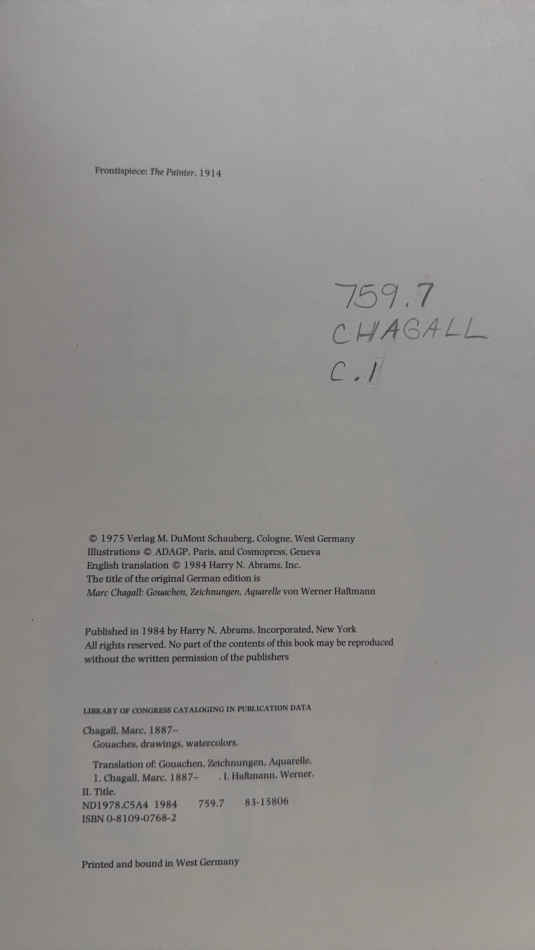 Frontispiece: The Painter, 1914
759.7
CHAGALL
C.1
© 1975 Verlag M. DuMont Schauberg, Cologne, West Germany
Illustrations © ADAGP, Paris, and Cosmopress, Geneva
English translation © 1984 Harry N. Abrams, Inc.
The title of the original German edition is
Marc Chagall: Gouachen, Zeichnungen, Aquarelle von Werner Haftmann
Published in 1984 by Harry N. Abrams, Incorporated, New York
All rights reserved. No part of the contents of this book may be reproduced
without the written permission of the publishers
LIBRARY OF CONGRESS CATALOGING IN PUBLICATION DATA
Chagall, Marc, 1887–
Gouaches, drawings, watercolors.
Translation of: Gouachen, Zeichnungen, Aquarelle.
1. Chagall, Marc, 1887– . I. Haftmann, Werner.
II. Title.
ND1978.C5A4 1984 759.7 83-15806
ISBN 0-8109-0768-2
Printed and bound in West Germany